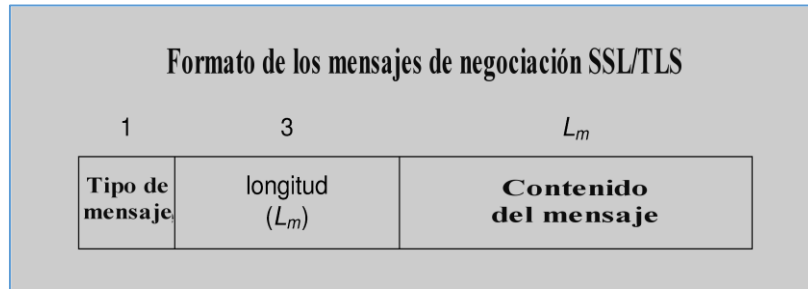 Formato de los mensajes de negociación SSL/TLS
1 3 Lm
Tipo de longitud Contenido
mensaje (Lm) del mensaje